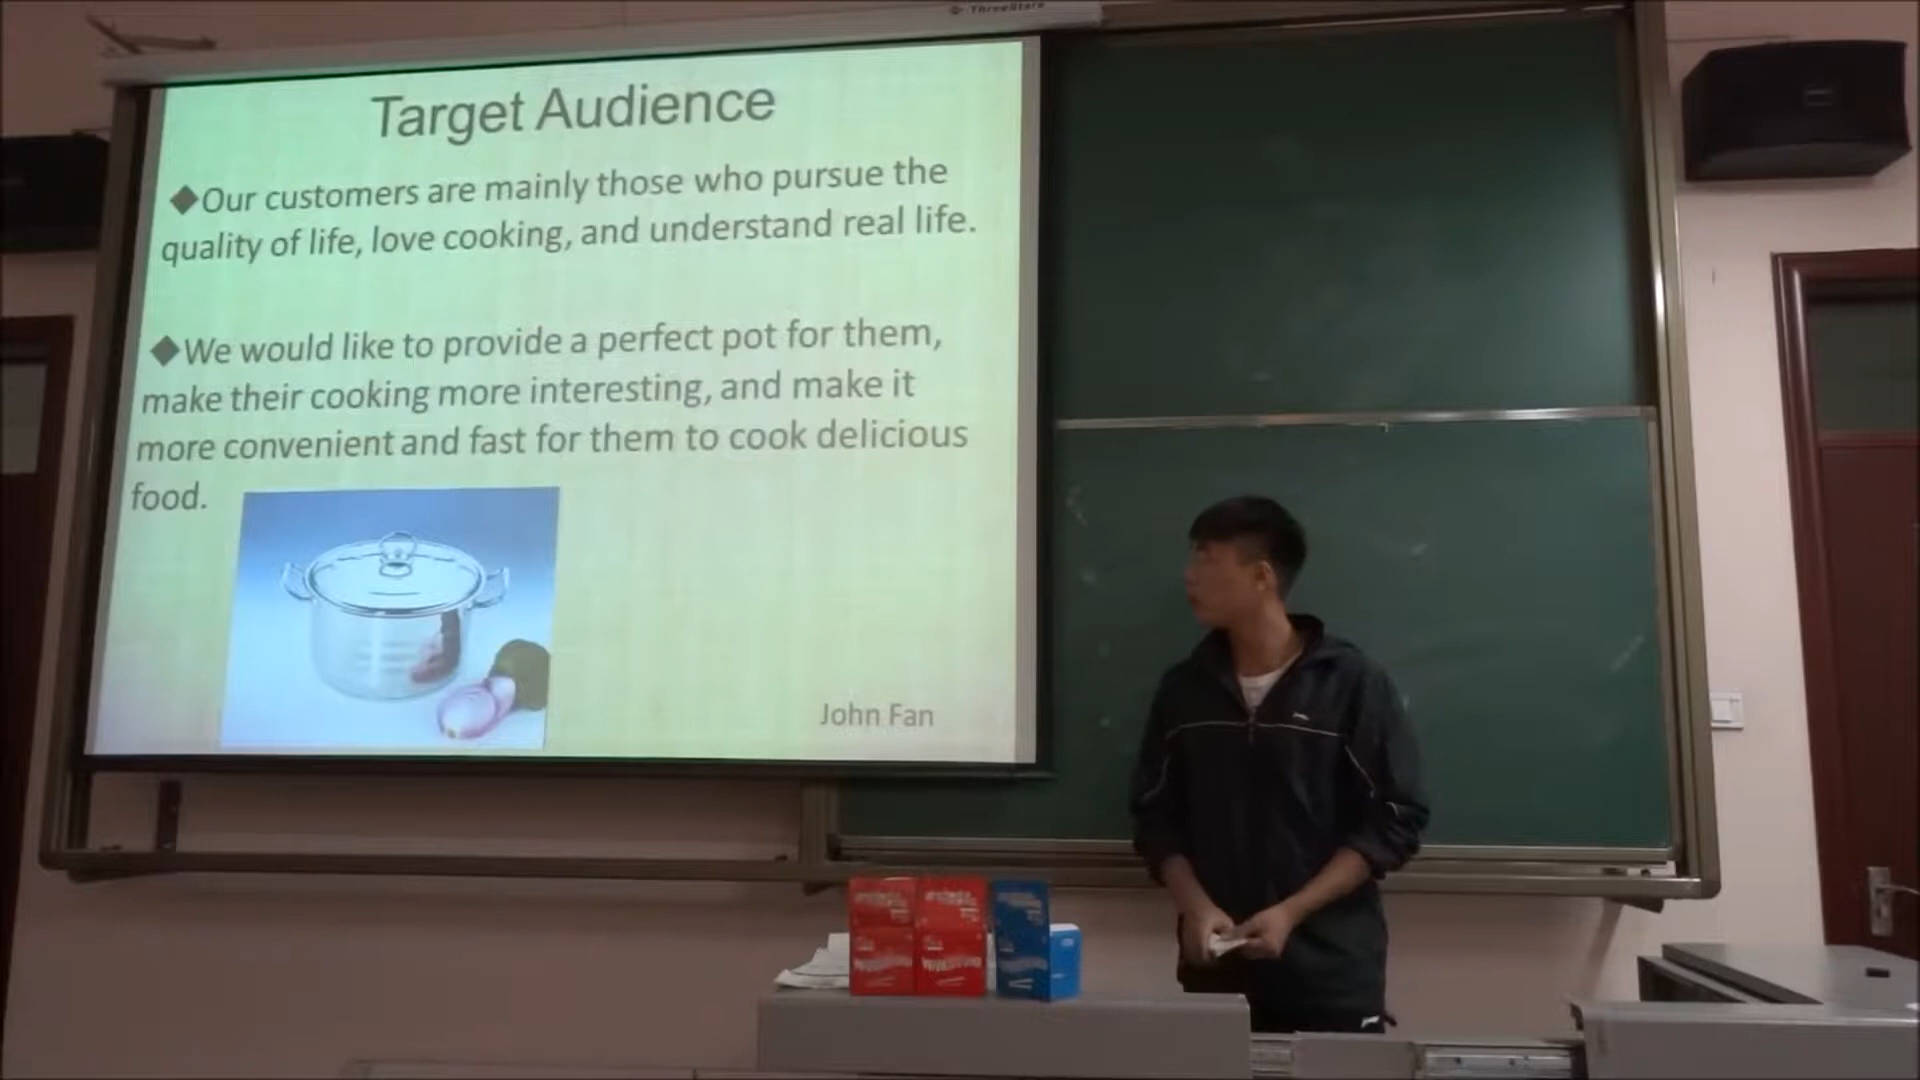 ThreeStars
Target Audience
◆Our customers are mainly those who pursue the
quality of life, love cooking, and understand real life.
◆We would like to provide a perfect pot for them,
make their cooking more interesting, and make it
more convenient and fast for them to cook delicious
food.
John Fan